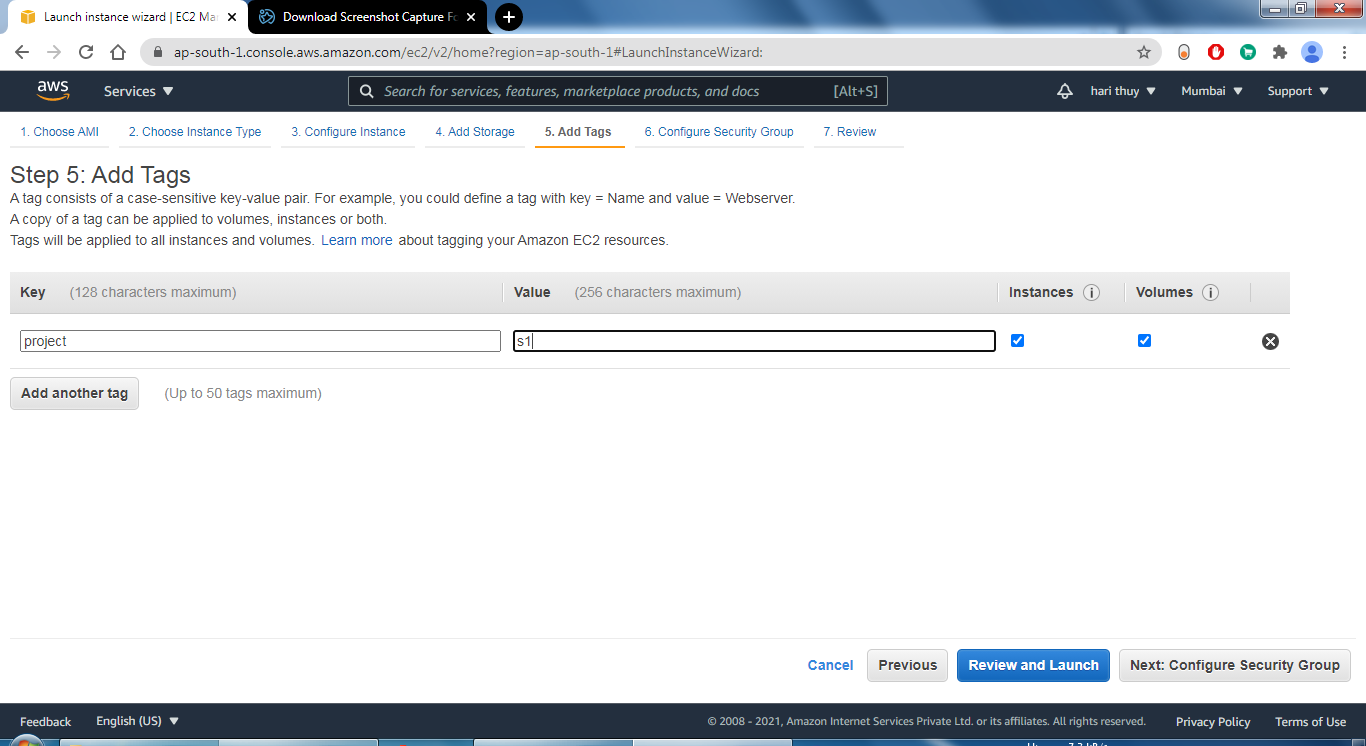 Launch instance wizard | EC2 Ma
Download Screenshot Capture Fo
ap-south-1.console.aws.amazon.com/ec2/v2/home?region=ap-south-1#LaunchInstanceWizard:
aws Services Search for services, features, marketplace products, and docs [Alt+S] hari thuy Mumbai Support
1. Choose AMI 2. Choose Instance Type 3. Configure Instance 4. Add Storage 5. Add Tags 6. Configure Security Group 7. Review
Step 5: Add Tags
A tag consists of a case-sensitive key-value pair. For example, you could define a tag with key = Name and value = Webserver.
A copy of a tag can be applied to volumes, instances or both.
Tags will be applied to all instances and volumes. Learn more about tagging your Amazon EC2 resources.
Key (128 characters maximum) Value (256 characters maximum) Instances i Volumes i
project s1
Add another tag (Up to 50 tags maximum)
Cancel Previous Review and Launch Next: Configure Security Group
Feedback English (US) © 2008 - 2021, Amazon Internet Services Private Ltd. or its affiliates. All rights reserved. Privacy Policy Terms of Use